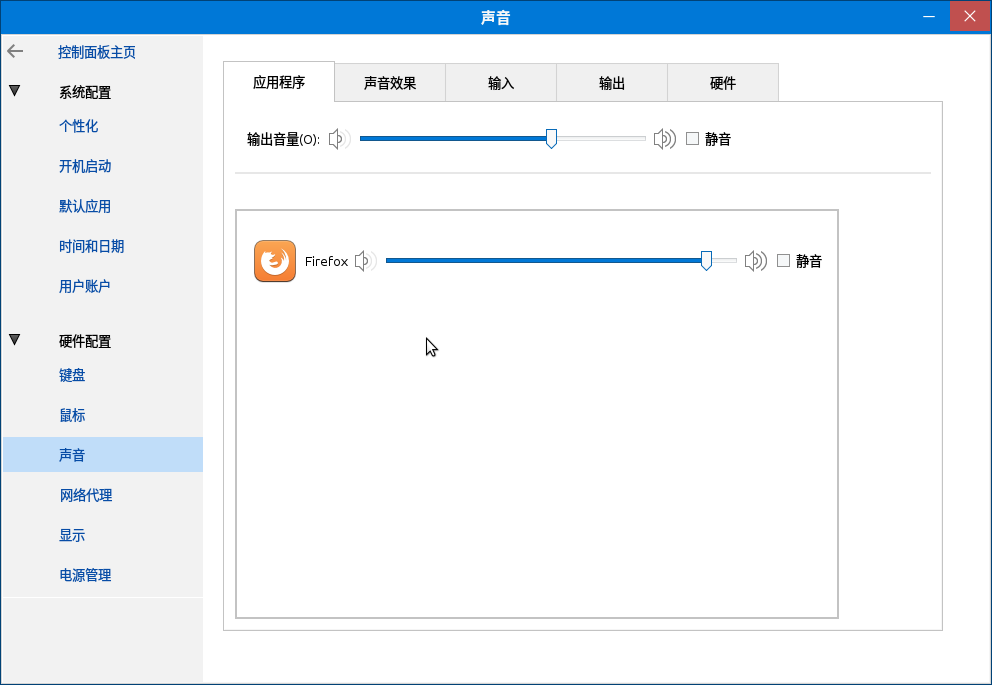 声音
控制面板主页
系统配置
个性化
开机启动
默认应用
时间和日期
用户账户
硬件配置
键盘
鼠标
声音
网络代理
显示
电源管理
应用程序 声音效果 输入 输出 硬件
输出音量(O): 静音
Firefox 静音